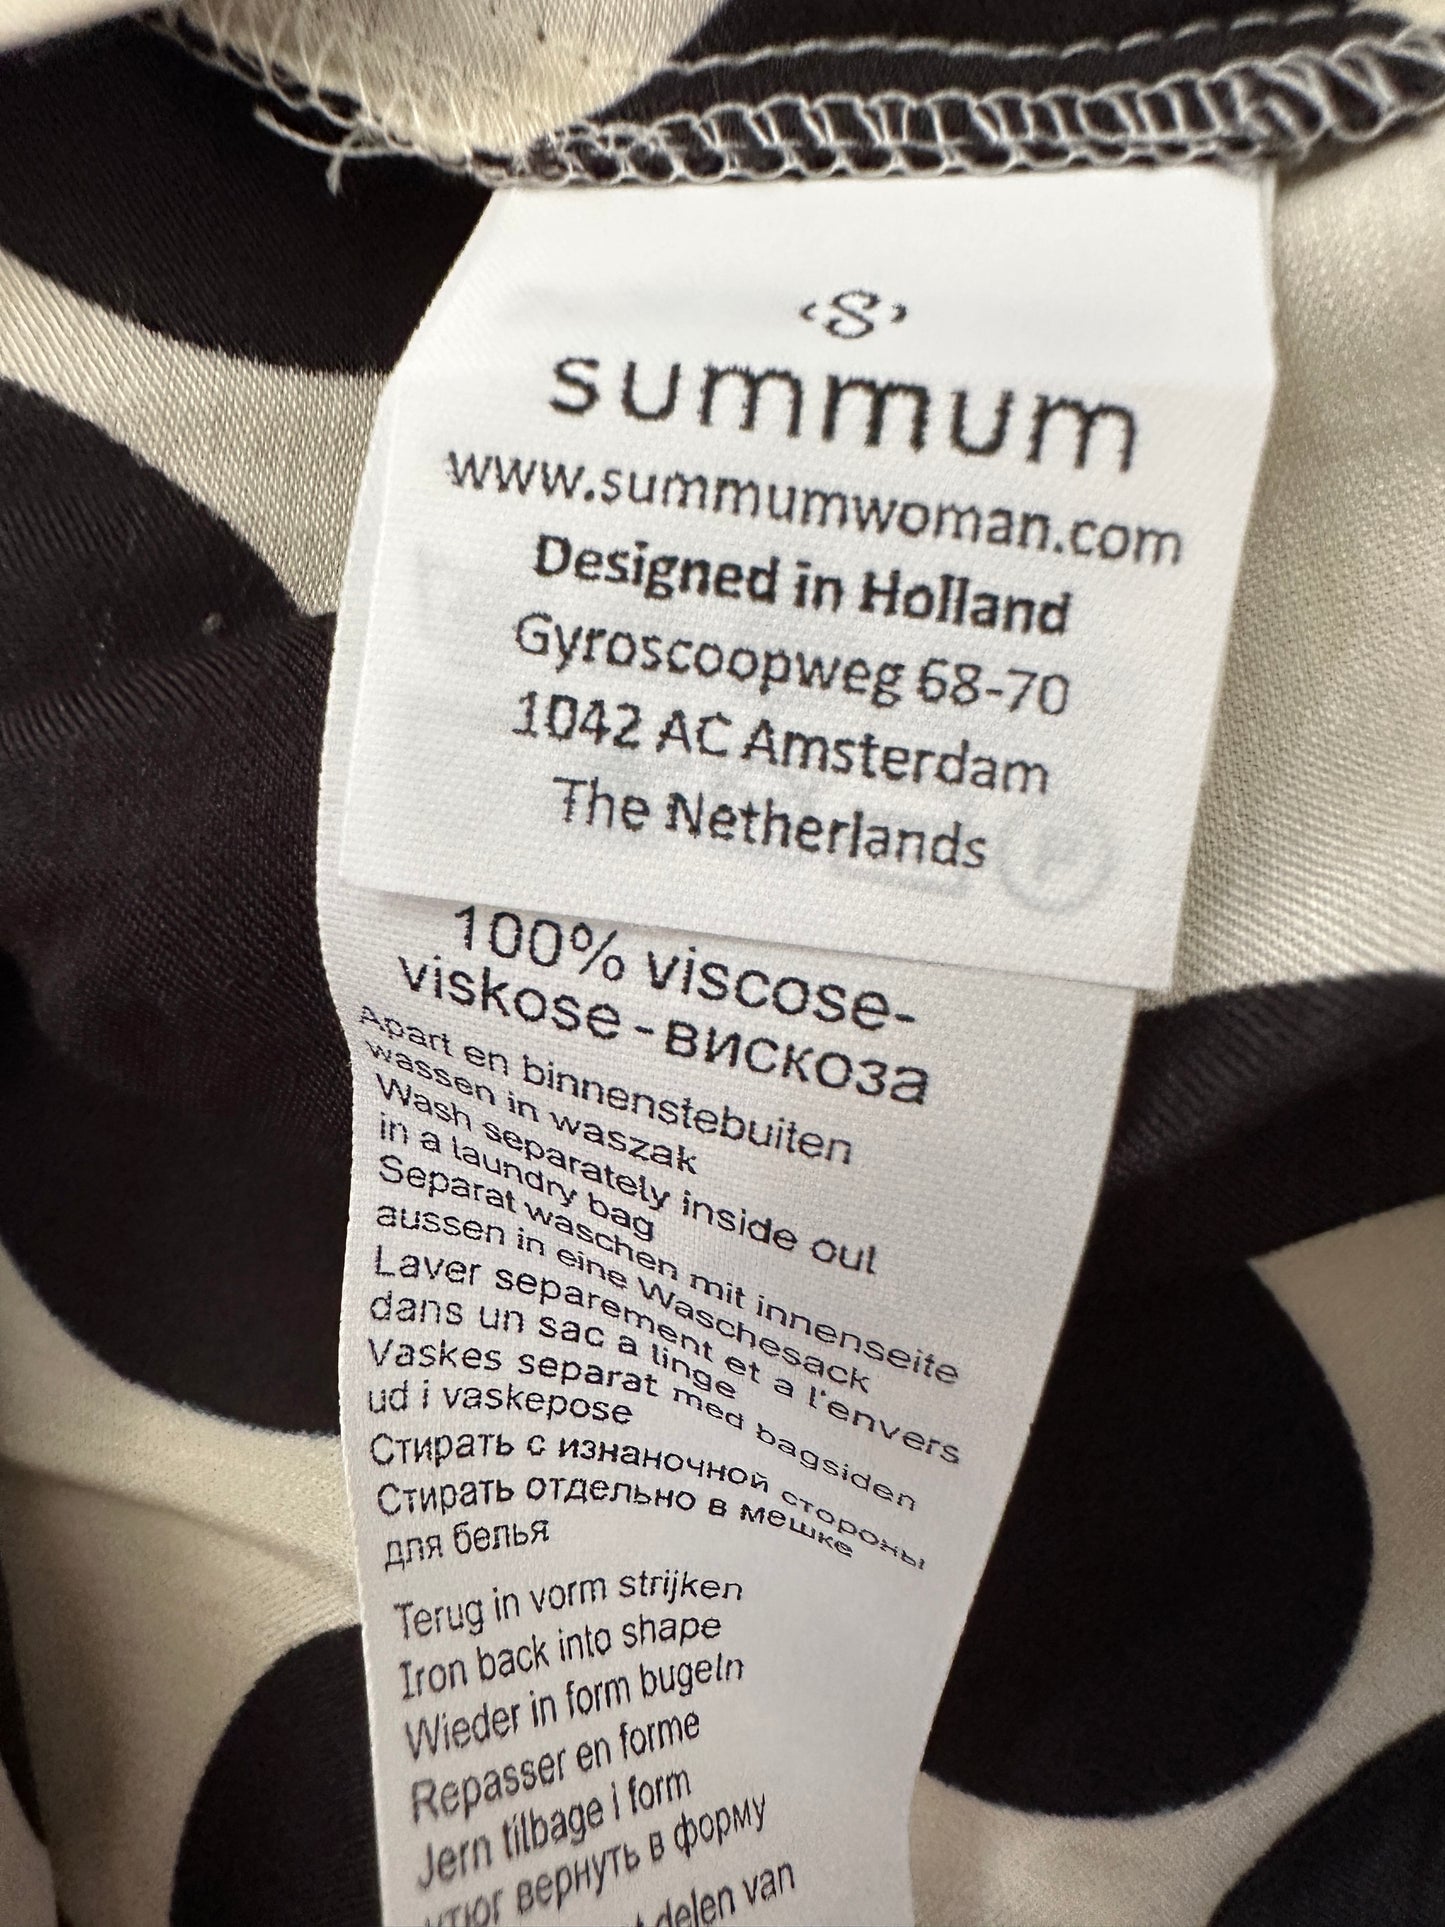 ‹S›
summum
www.summumwoman.com
Designed in Holland
Gyroscoopweg 68-70
1042 AC Amsterdam
The Netherlands
100% viscose-
viskose-вискоза
Apart en binnenstebuiten
wassen in waszak
Wash separately inside out
in a laundry bag
Separat waschen mit innenseite
aussen in eine Waschesack
Laver separement et a l'envers
dans un sac a linge
Vaskes separat med bagsiden
ud i vaskepose
Стирать с изнаночной стороны
Стирать отдельно в мешке
для белья
Terug in vorm strijken
Iron back into shape
Wieder in form bugeln
Repasser en forme
Jern tilbage i form
вернуть в форму
delen van